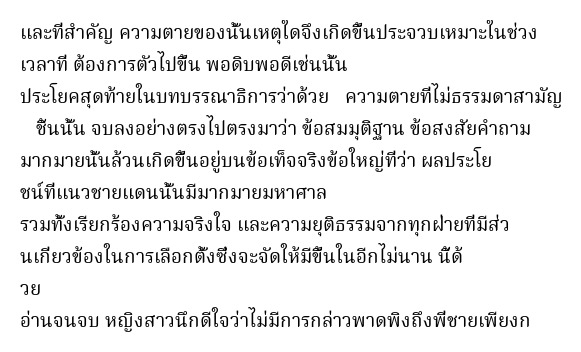 และที่สำคัญ ความตายของนั้นเหตุใดจึงเกิดขึ้นประจวบเหมาะในช่วง
เวลาที่ ต้องการตัวไปขึ้น พอดิบพอดีเช่นนั้น
ประโยคสุดท้ายในบทบรรณาธิการว่าด้วย   ความตายที่ไม่ธรรมดาสามัญ
   ชิ้นนั้น จบลงอย่างตรงไปตรงมาว่า ข้อสมมุติฐาน ข้อสงสัยคำถาม
มากมายนั้นล้วนเกิดขึ้นอยู่บนข้อเท็จจริงข้อใหญ่ที่ว่า ผลประโย
ชน์ที่แนวชายแดนนั้นมีมากมายมหาศาล
รวมทั้งเรียกร้องความจริงใจ และความยุติธรรมจากทุกฝ่ายที่มีส่ว
นเกี่ยวข้องในการเลือกตั้งซึ่งจะจัดให้มีขึ้นในอีกไม่นาน นี้ด้
วย
อ่านจนจบ หญิงสาวนึกดีใจว่าไม่มีการกล่าวพาดพิงถึงพี่ชายเพียงก